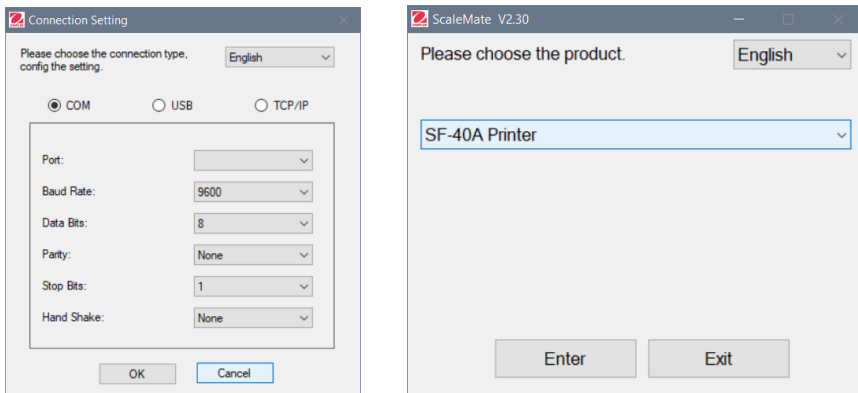 Connection Setting
Please choose the connection type,
config the setting.
English
COM
USB
TCP/IP
Port:
Baud Rate: 9600
Data Bits: 8
Parity: None
Stop Bits: 1
Hand Shake: None
OK
Cancel
ScaleMate V2.30
Please choose the product.
English
SF-40A Printer
Enter
Exit